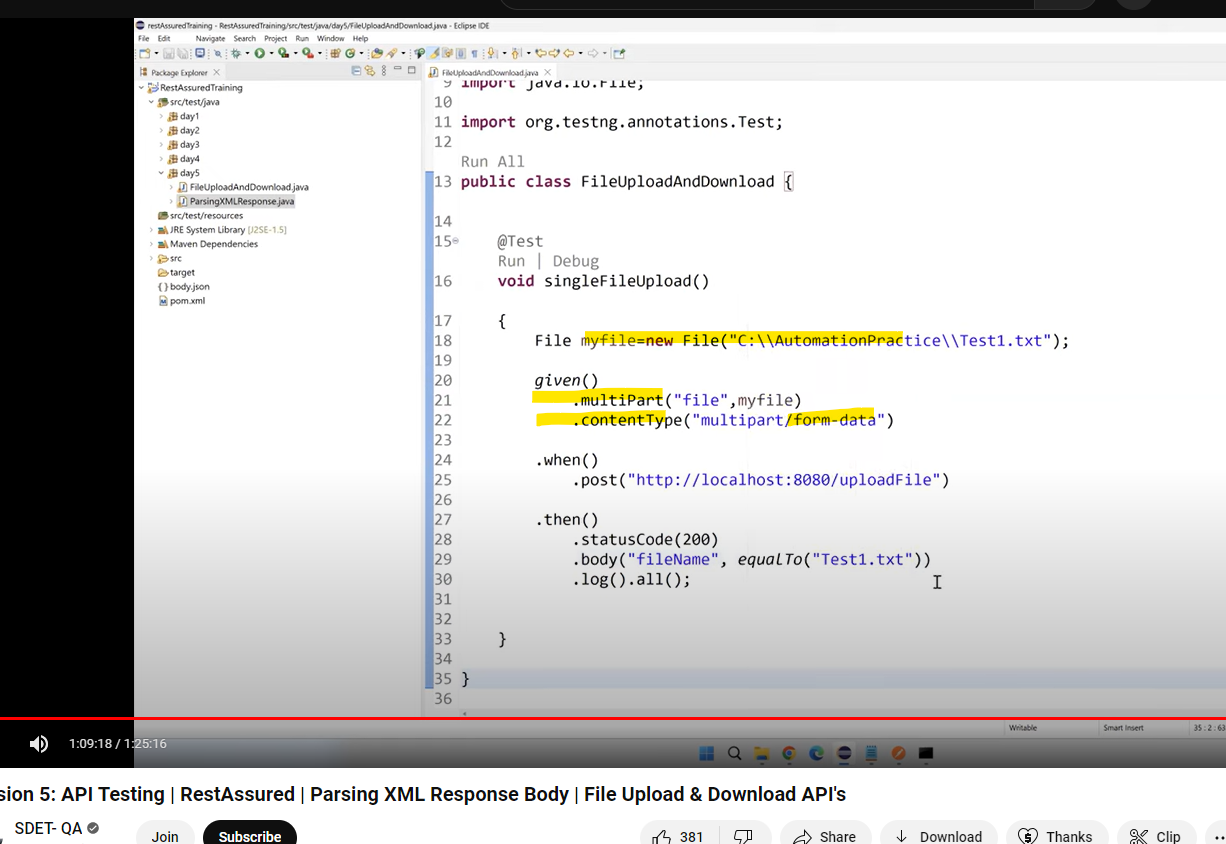 restAssuredTraining - RestAssuredTraining/src/test/java/day5/FileUploadAndDownload.java - Eclipse IDE
File Edit Navigate Search Project Run Window Help
Package Explorer
FileUploadAndDownload.java
RestAssuredTraining
src/test/java
day1
day2
day3
day4
day5
FileUploadAndDownload.java
ParsingXMLResponse.java
src/test/resources
JRE System Library [J2SE-1.5]
Maven Dependencies
src
target
body.json
pom.xml
9 import java.io.File;
10
11 import org.testng.annotations.Test;
12
Run All
13 public class FileUploadAndDownload {
14
15 @Test
Run | Debug
16 void singleFileUpload()
17 {
18 File myfile=new File("C:\\AutomationPractice\\Test1.txt");
19
20 given()
21 .multiPart("file",myfile)
22 .contentType("multipart/form-data")
23
24 .when()
25 .post("http://localhost:8080/uploadFile")
26
27 .then()
28 .statusCode(200)
29 .body("fileName", equalTo("Test1.txt"))
30 .log().all();
31
32
33 }
34
35 }
36
Writable Smart Insert 35 : 2 : 63
1:09:18 / 1:25:16
sion 5: API Testing | RestAssured | Parsing XML Response Body | File Upload & Download API's
SDET- QA
Join Subscribe 381 Share Download Thanks Clip